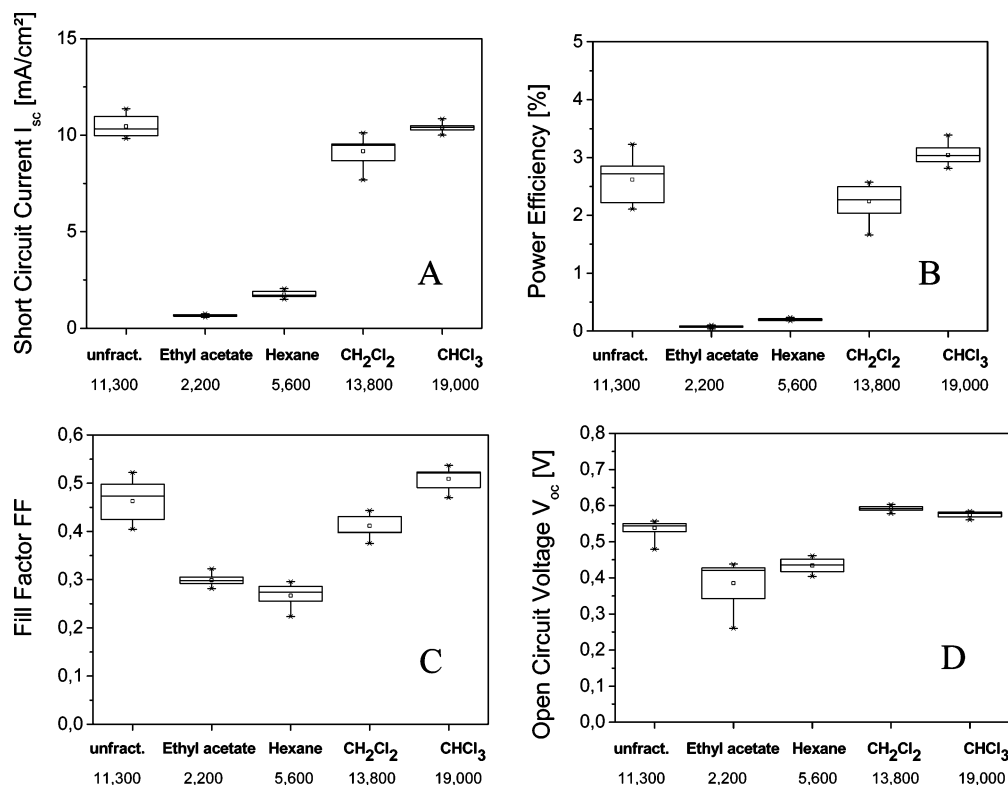 Short Circuit Current I_sc [mA/cm²]
15
10
5
0
A
unfract. Ethyl acetate Hexane CH₂Cl₂ CHCl₃
11,300 2,200 5,600 13,800 19,000
Power Efficiency [%]
5
4
3
2
1
0
B
unfract. Ethyl acetate Hexane CH₂Cl₂ CHCl₃
11,300 2,200 5,600 13,800 19,000
Fill Factor FF
0,6
0,5
0,4
0,3
0,2
0,1
0,0
C
unfract. Ethyl acetate Hexane CH₂Cl₂ CHCl₃
11,300 2,200 5,600 13,800 19,000
Open Circuit Voltage V_oc [V]
0,8
0,7
0,6
0,5
0,4
0,3
0,2
0,1
0,0
D
unfract. Ethyl acetate Hexane CH₂Cl₂ CHCl₃
11,300 2,200 5,600 13,800 19,000